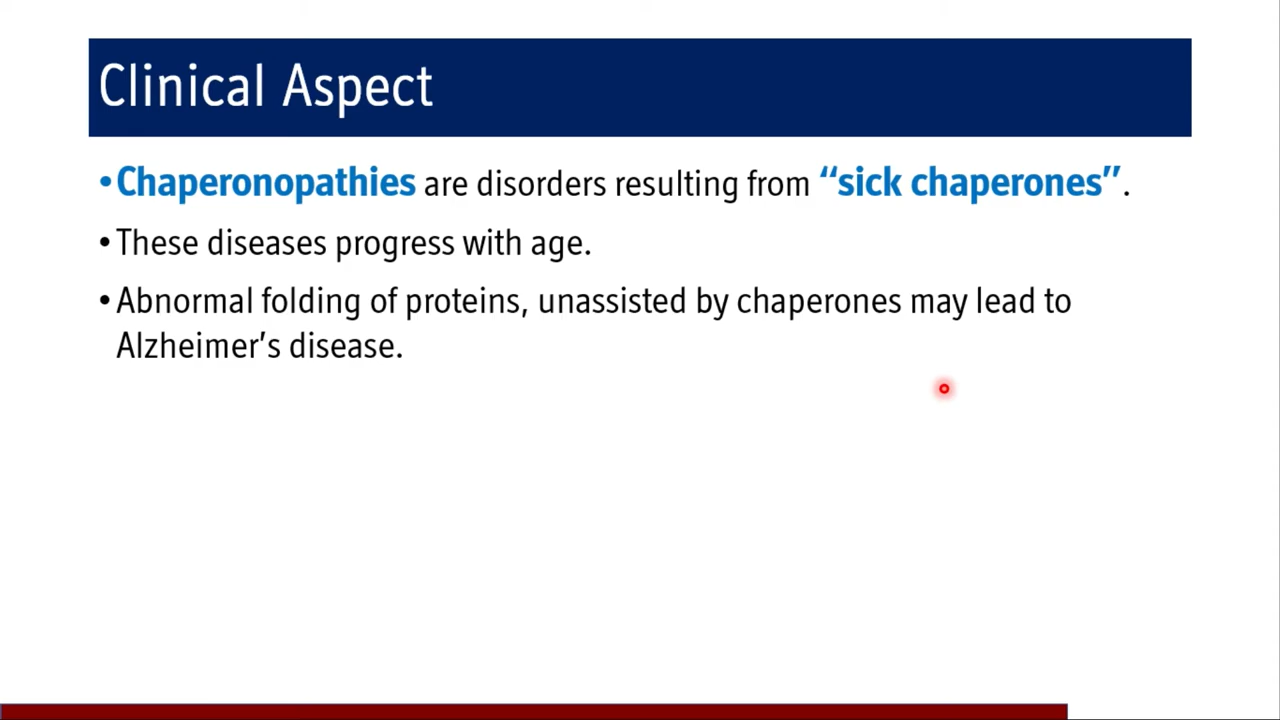 Clinical Aspect
•Chaperonopathies are disorders resulting from “sick chaperones”.
•These diseases progress with age.
•Abnormal folding of proteins, unassisted by chaperones may lead to
Alzheimer’s disease.